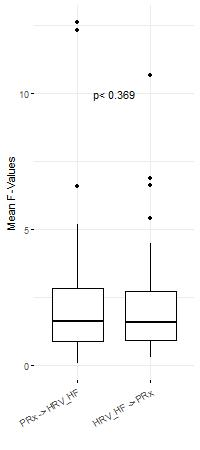 p< 0.369
10
5
0
Mean F-Values
PRx -> HRV_HF
HRV_HF -> PRx